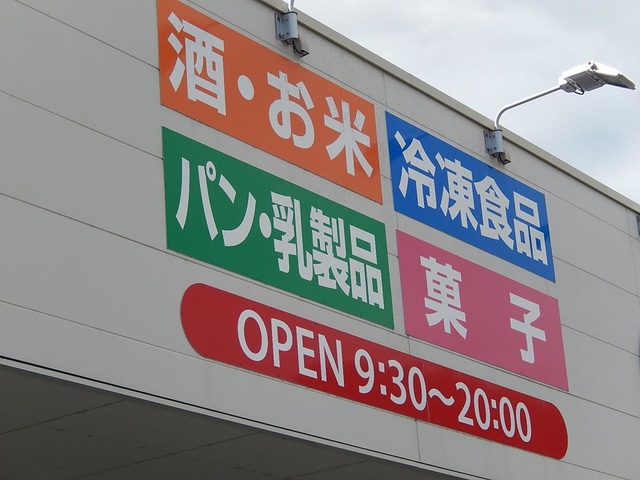 酒・お米
冷凍食品
パン・乳製品
菓子
OPEN 9:30～20:00